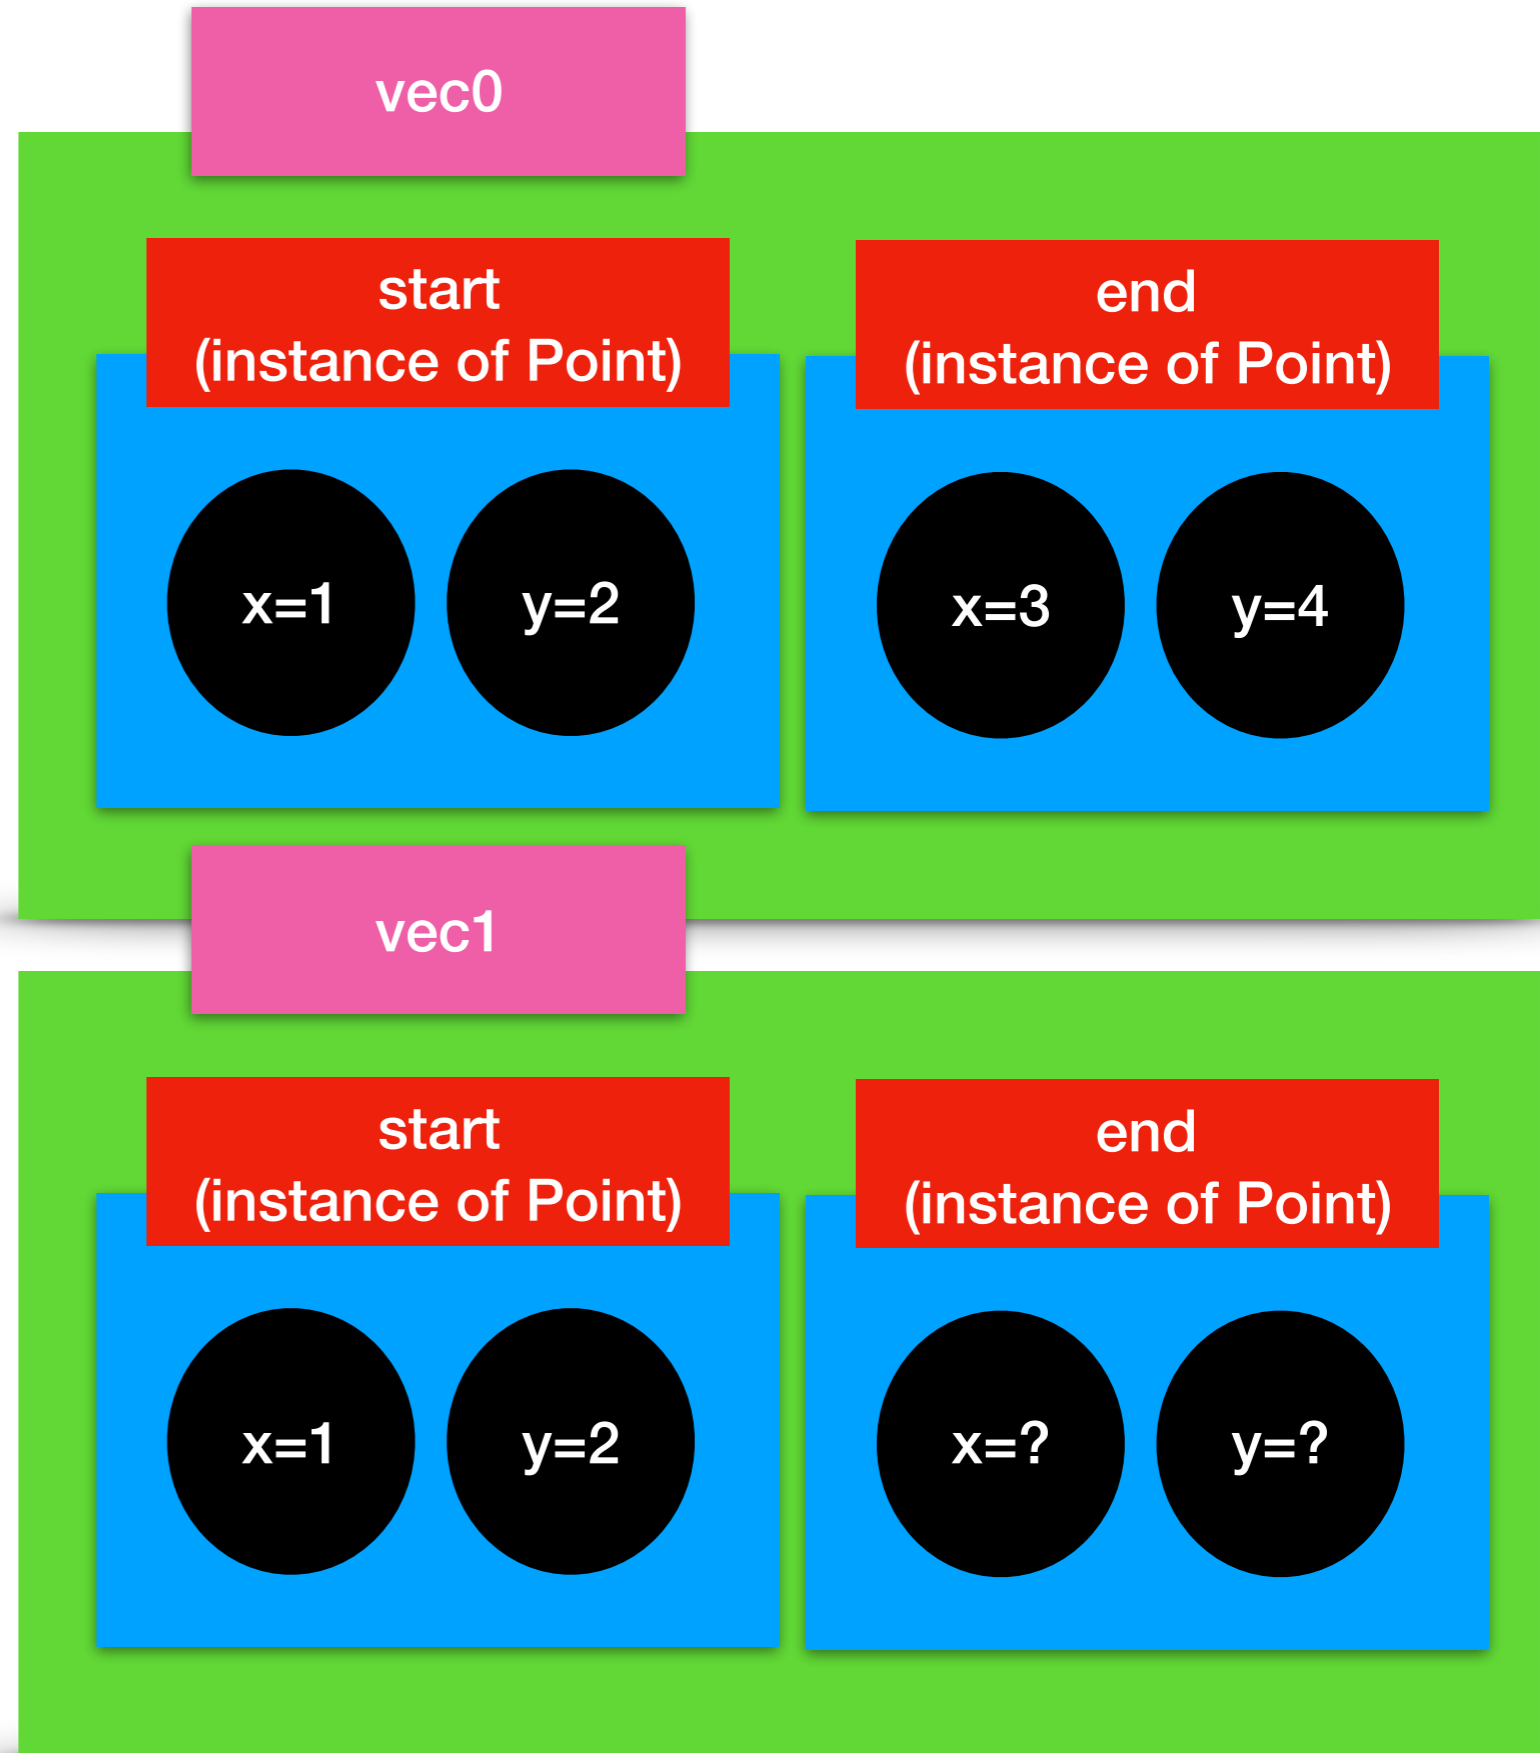 vec0
start
(instance of Point)
x=1
y=2
end
(instance of Point)
x=3
y=4
vec1
start
(instance of Point)
x=1
y=2
end
(instance of Point)
x=?
y=?